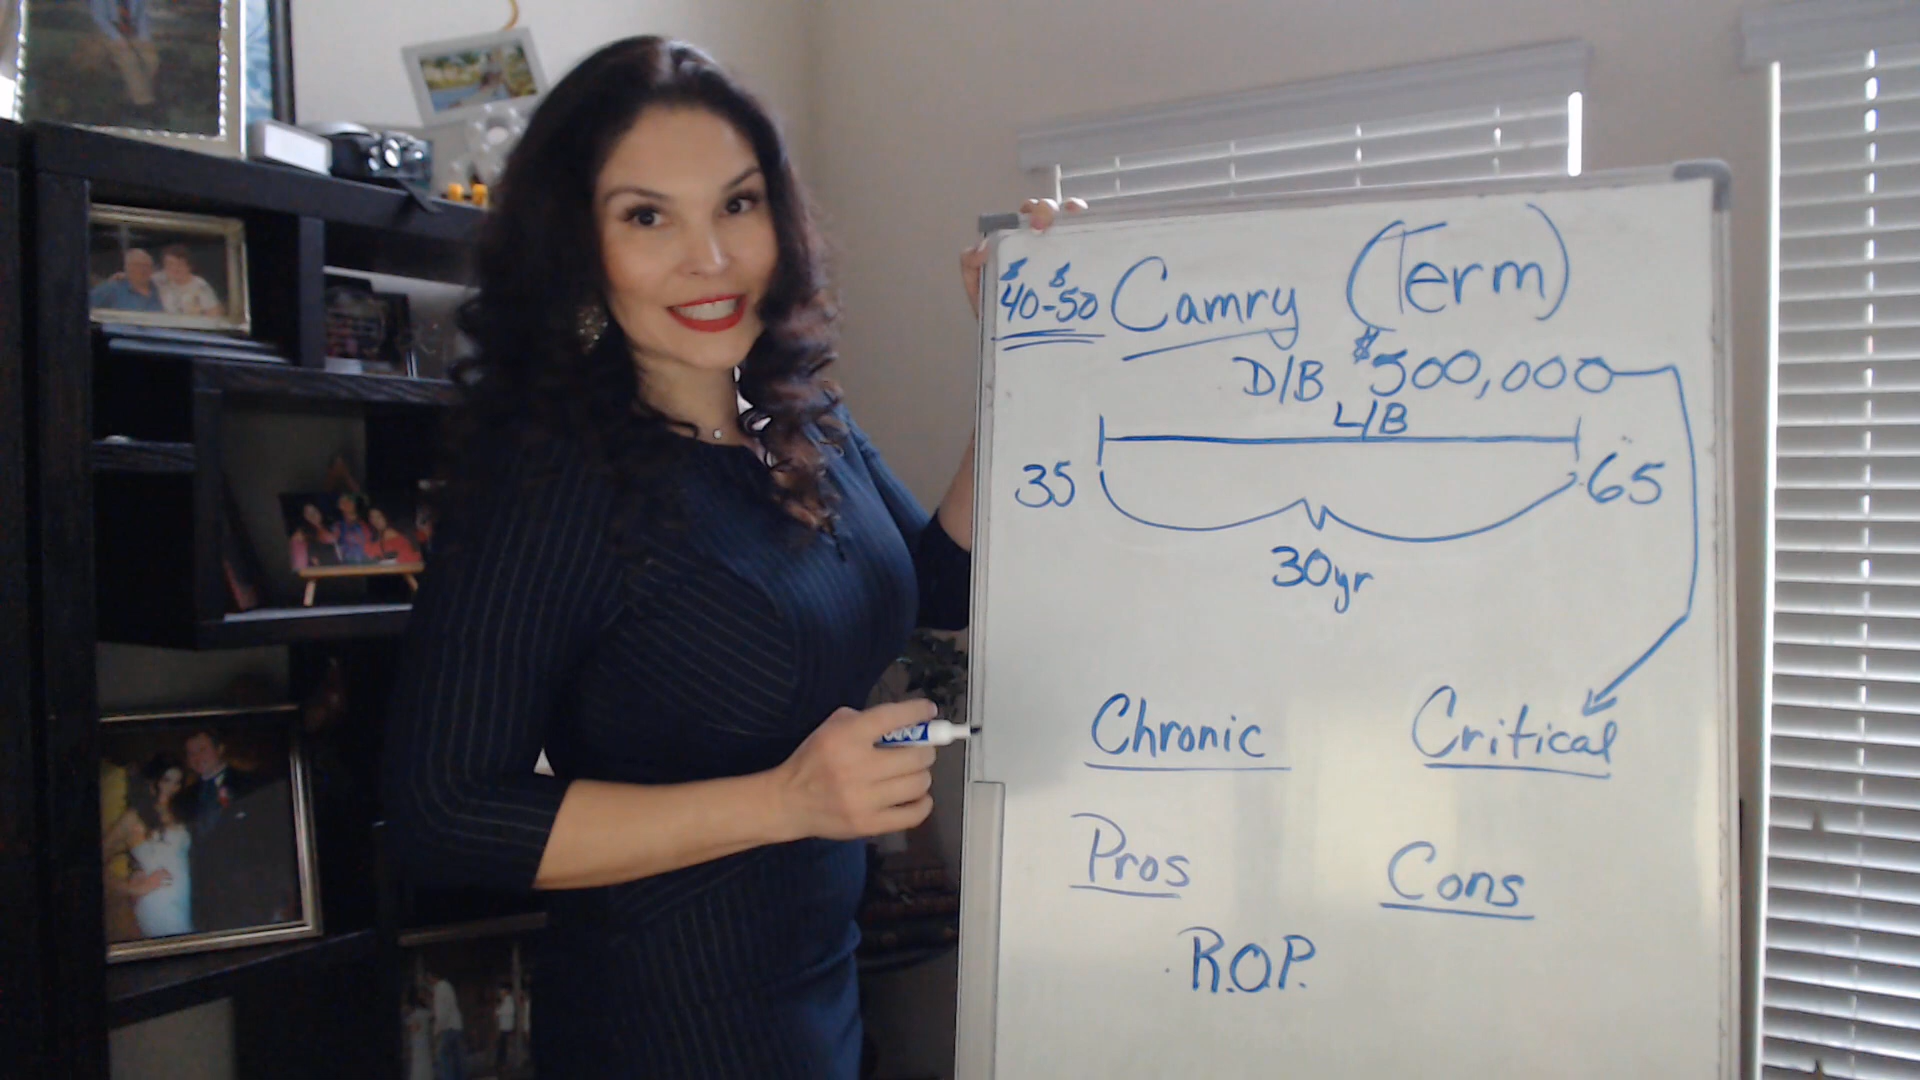 $40-$50 Camry (Term)
D/B $500,000
L/B
35 65
30yr
Chronic Critical
Pros Cons
R.O.P.